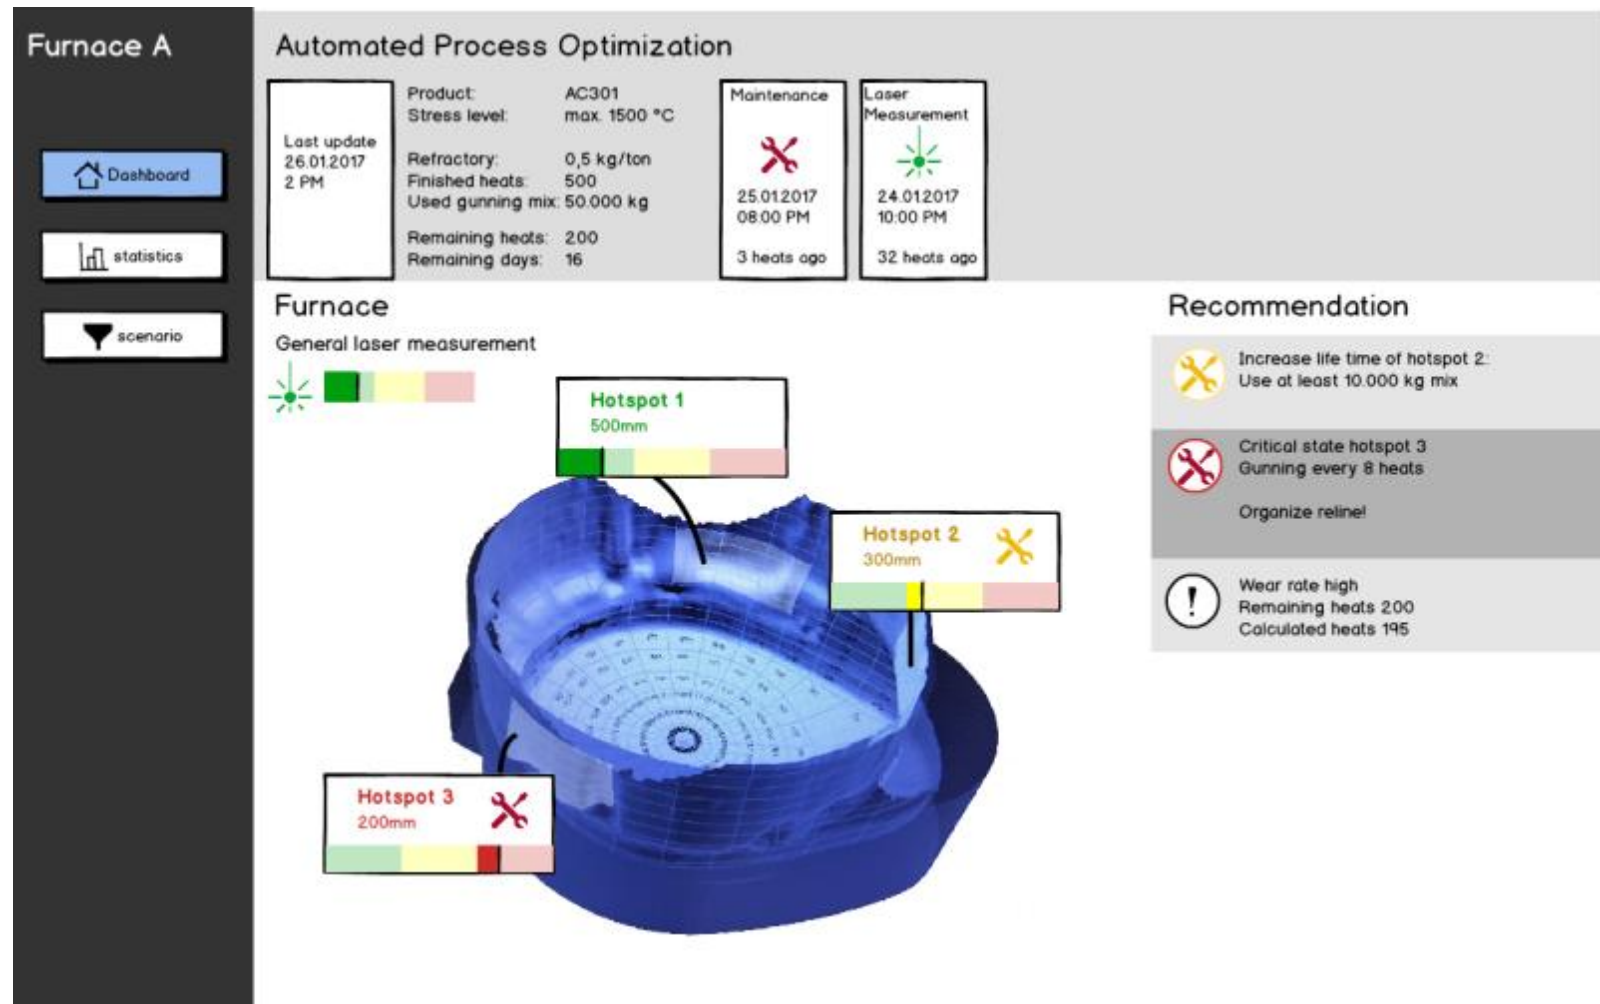 Furnace A
Dashboard
statistics
scenario
Automated Process Optimization
Last update
26.01.2017
2 PM
Product: AC301
Stress level: max. 1500 °C
Refractory: 0,5 kg/ton
Finished heats: 500
Used gunning mix: 50.000 kg
Remaining heats: 200
Remaining days: 16
Maintenance
25.01.2017
08:00 PM
3 heats ago
Laser
Measurement
24.01.2017
10:00 PM
32 heats ago
Furnace
General laser measurement
Hotspot 1
500mm
Hotspot 2
300mm
Hotspot 3
200mm
Recommendation
Increase life time of hotspot 2:
Use at least 10.000 kg mix
Critical state hotspot 3
Gunning every 8 heats
Organize reline!
!
Wear rate high
Remaining heats 200
Calculated heats 195